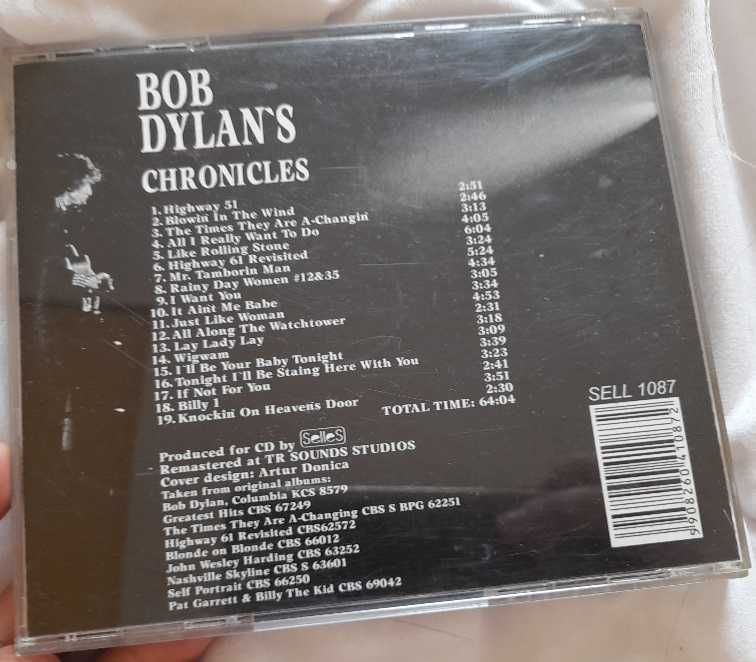 BOB
DYLAN`S
CHRONICLES
1. Highway 51 2:51
2. Blowin' In The Wind 2:46
3. The Times They Are A-Changin' 3:13
4. All I Really Want To Do 4:05
5. Like Rolling Stone 6:04
6. Highway 61 Revisited 3:24
7. Mr. Tamborin Man 5:24
8. Rainy Day Women #12&35 4:34
9. I Want You 3:05
10. It Aint Me Babe 3:34
11. Just Like Woman 4:53
12. All Along The Watchtower 2:31
13. Lay Lady Lay 3:18
14. Wigwam 3:09
15. I`ll Be Your Baby Tonight 3:39
16. Tonight I`ll Be Staing Here With You 3:23
17. If Not For You 2:41
18. Billy 1 3:51
19. Knockin' On Heaven's Door 2:30
TOTAL TIME: 64:04
Produced for CD by SelleS
Remastered at TR SOUNDS STUDIOS
Cover design: Artur Donica
Taken from original albums:
Bob Dylan, Columbia KCS 8579
Greatest Hits CBS 67249
The Times They Are A-Changing CBS S BPG 62251
Highway 61 Revisited CBS62572
Blonde on Blonde CBS 66012
John Wesley Harding CBS 63252
Nashville Skyline CBS S 63601
Self Portrait CBS 66250
Pat Garrett & Billy The Kid CBS 69042
SELL 1087
5908260410872